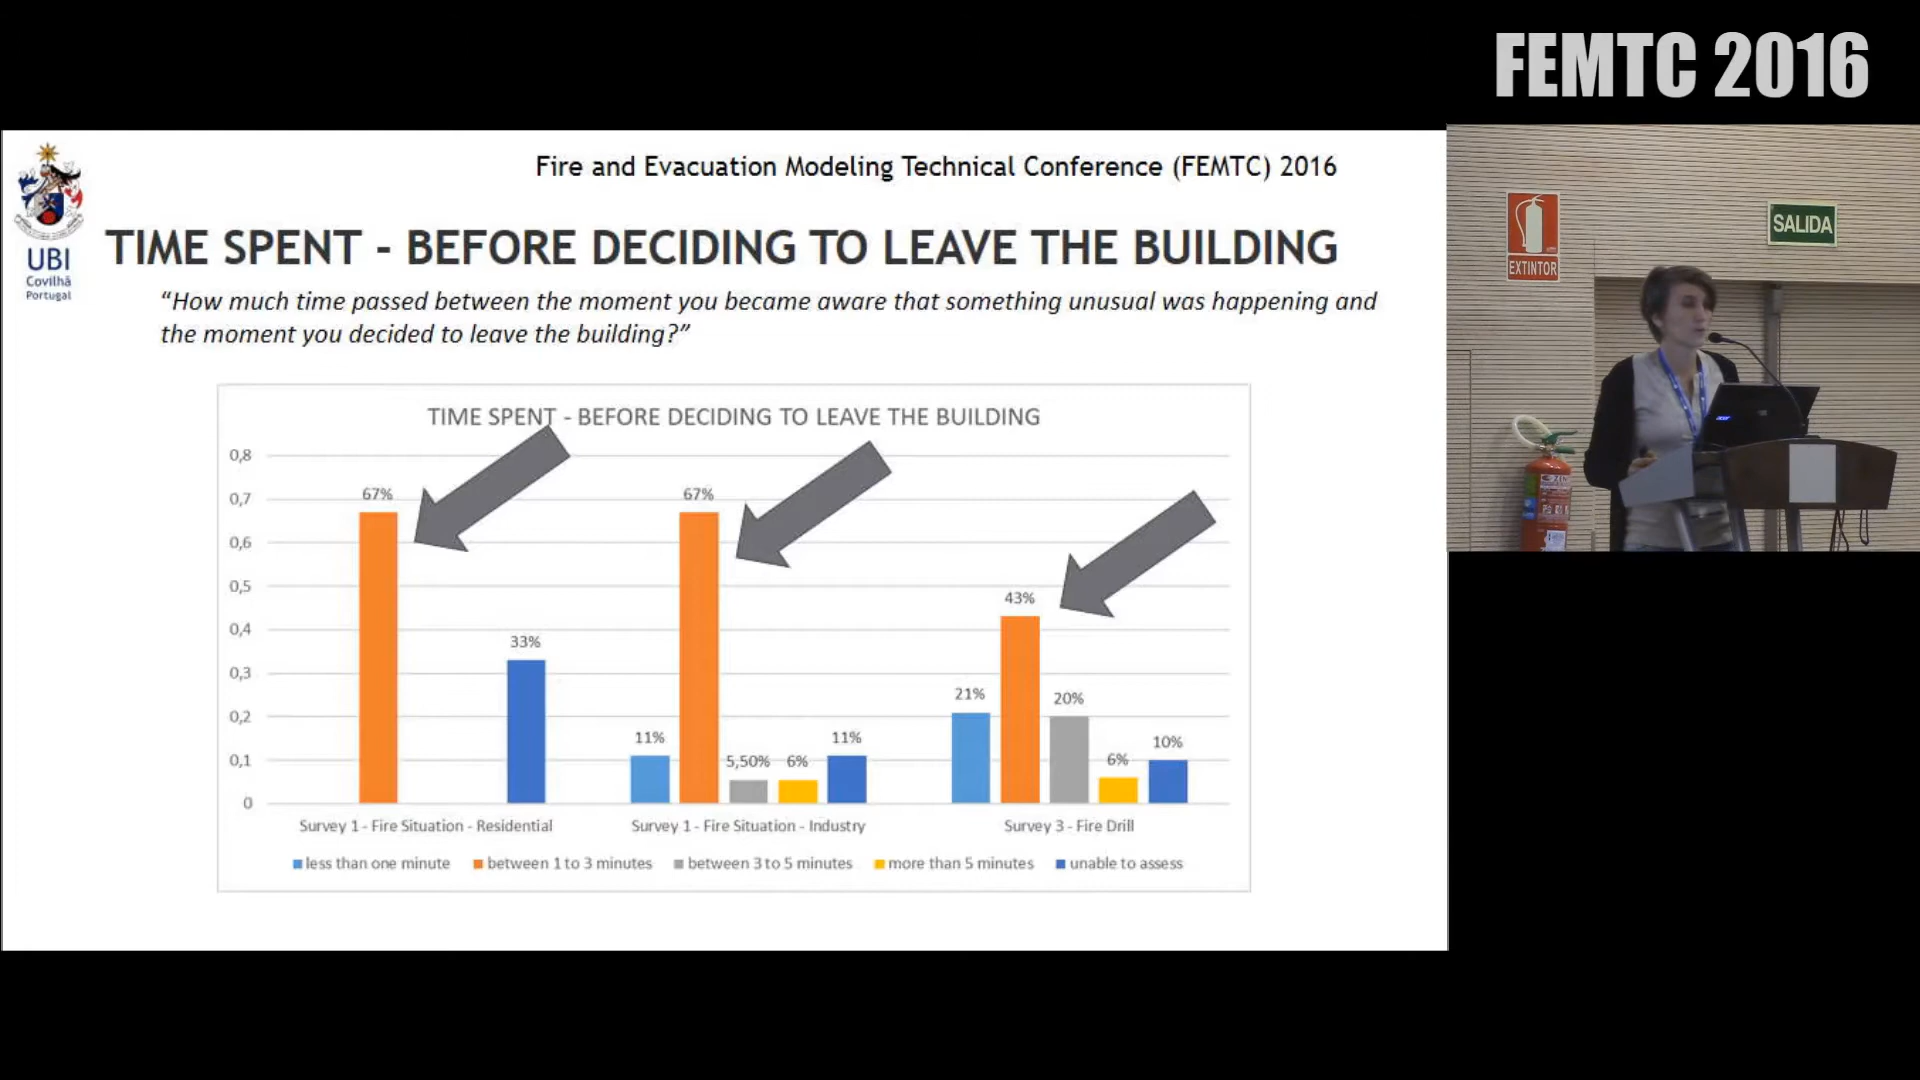 FEMTC 2016
Fire and Evacuation Modeling Technical Conference (FEMTC) 2016
UBI
Covilhã
Portugal
TIME SPENT - BEFORE DECIDING TO LEAVE THE BUILDING
“How much time passed between the moment you became aware that something unusual was happening and
the moment you decided to leave the building?”
TIME SPENT - BEFORE DECIDING TO LEAVE THE BUILDING
0,8
0,7
0,6
0,5
0,4
0,3
0,2
0,1
0
67%
33%
11%
67%
5,50%
6%
11%
21%
43%
20%
6%
10%
Survey 1 - Fire Situation - Residential
Survey 1 - Fire Situation - Industry
Survey 3 - Fire Drill
less than one minute
between 1 to 3 minutes
between 3 to 5 minutes
more than 5 minutes
unable to assess
EXTINTOR
SALIDA
acer